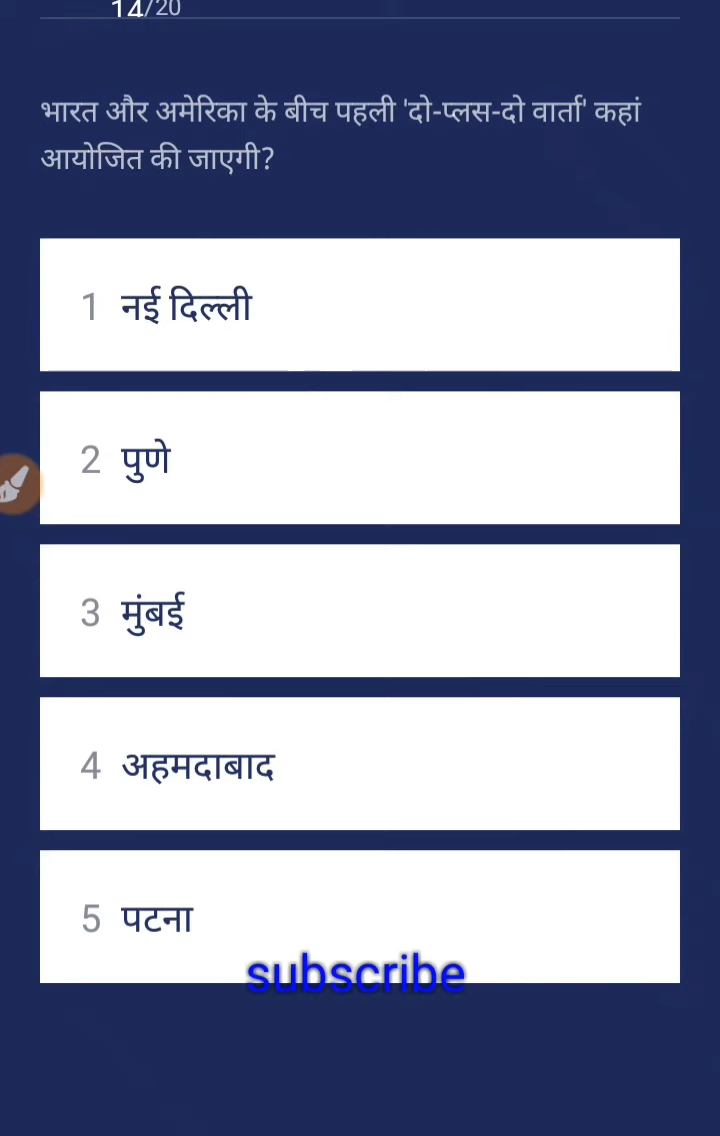 14/20
भारत और अमेरिका के बीच पहली 'दो-प्लस-दो वार्ता' कहां
आयोजित की जाएगी?
1 नई दिल्ली
2 पुणे
3 मुंबई
4 अहमदाबाद
5 पटना
subscribe